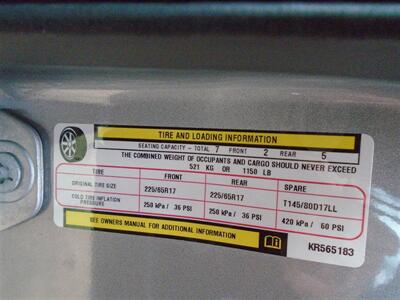 TIRE AND LOADING INFORMATION
SEATING CAPACITY - TOTAL 7 FRONT 2 REAR 5
THE COMBINED WEIGHT OF OCCUPANTS AND CARGO SHOULD NEVER EXCEED
521 KG OR 1150 LB
TIRE FRONT REAR SPARE
ORIGINAL TIRE SIZE 225/65R17 225/65R17 T145/80D17LL
COLD TIRE INFLATION PRESSURE 250 kPa / 36 PSI 250 kPa / 36 PSI 420 kPa / 60 PSI
SEE OWNERS MANUAL FOR ADDITIONAL INFORMATION
KR565183